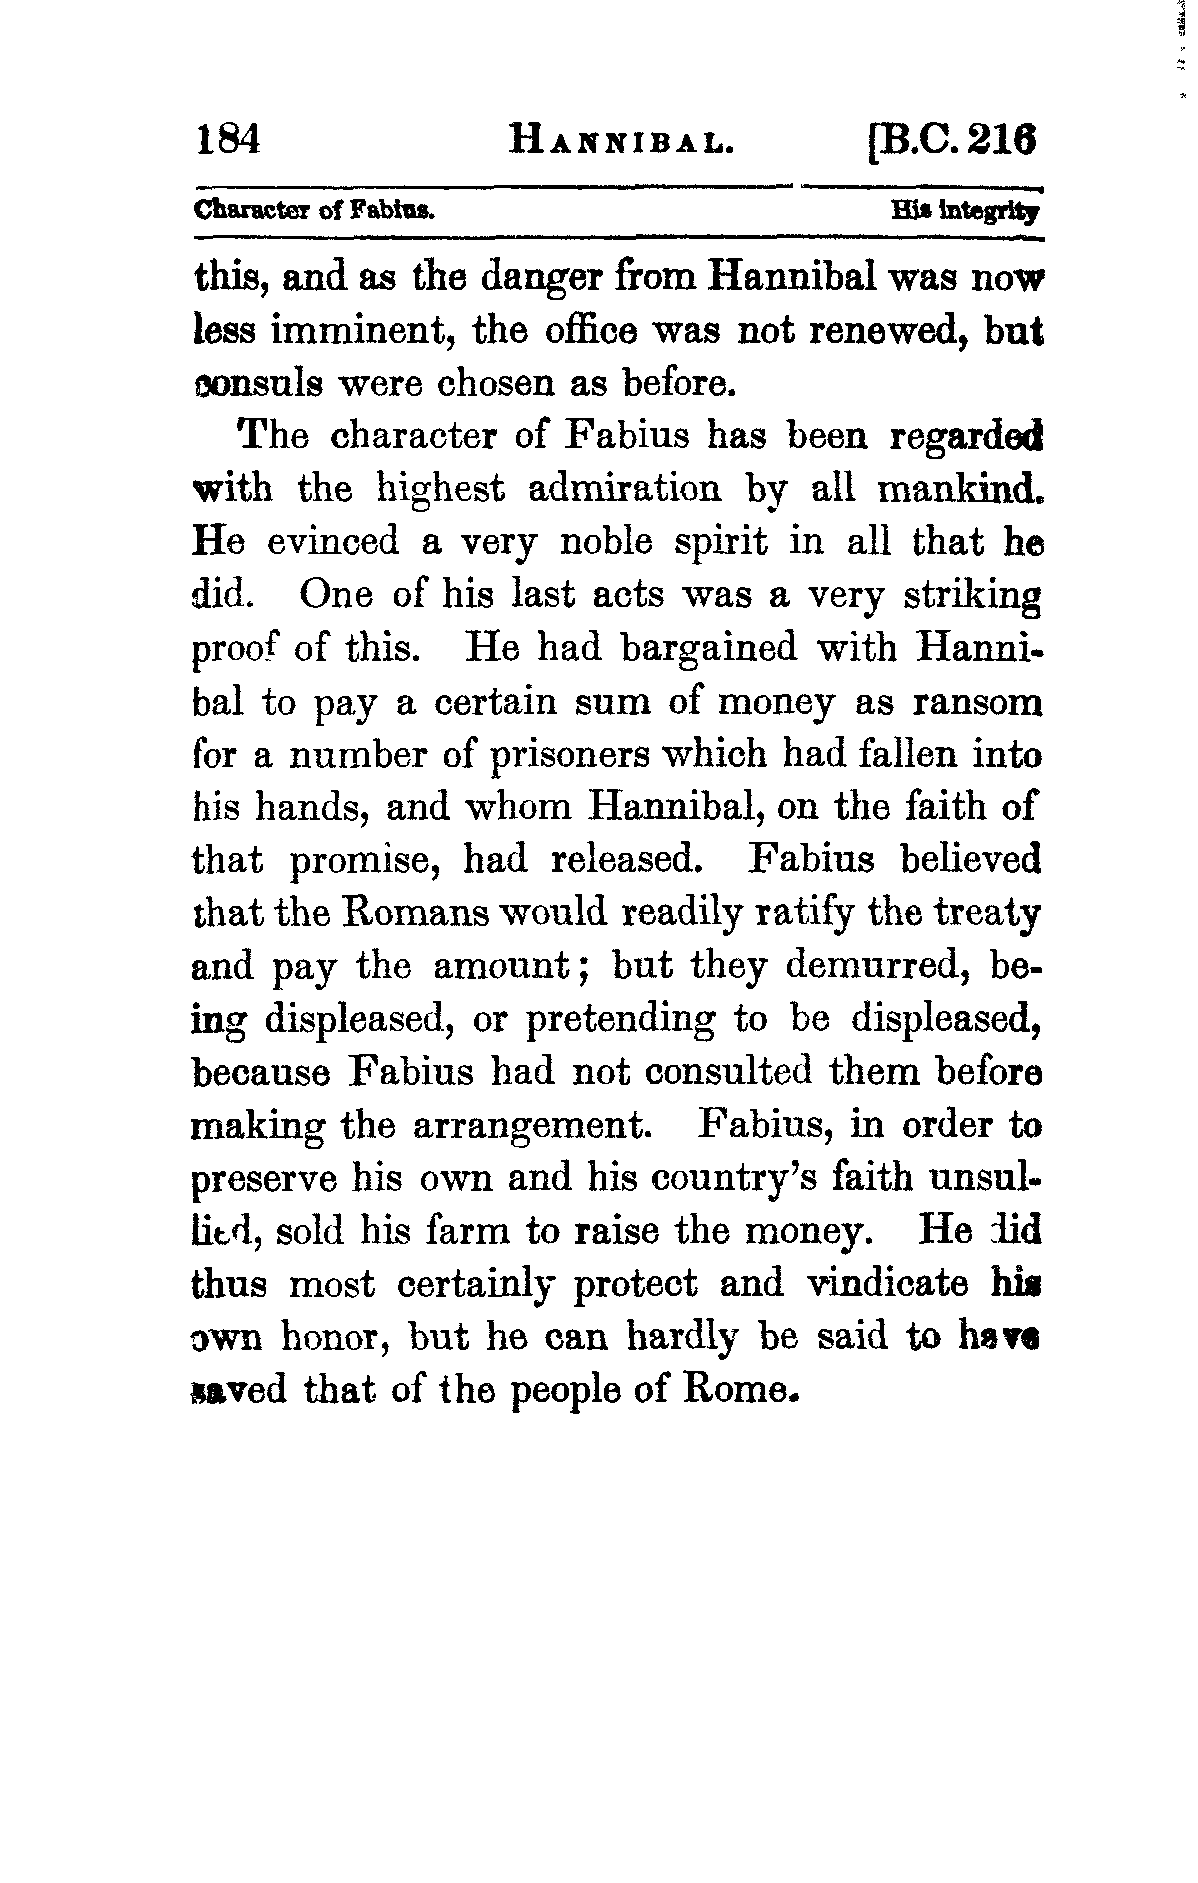 184 HANNIBAL. [B.C. 216
Character of Fabius. His integrity
this, and as the danger from Hannibal was now
less imminent, the office was not renewed, but
consuls were chosen as before.
The character of Fabius has been regarded
with the highest admiration by all mankind.
He evinced a very noble spirit in all that he
did. One of his last acts was a very striking
proof of this. He had bargained with Hanni-
bal to pay a certain sum of money as ransom
for a number of prisoners which had fallen into
his hands, and whom Hannibal, on the faith of
that promise, had released. Fabius believed
that the Romans would readily ratify the treaty
and pay the amount; but they demurred, be-
ing displeased, or pretending to be displeased,
because Fabius had not consulted them before
making the arrangement. Fabius, in order to
preserve his own and his country's faith unsul-
lied, sold his farm to raise the money. He did
thus most certainly protect and vindicate his
own honor, but he can hardly be said to have
saved that of the people of Rome.